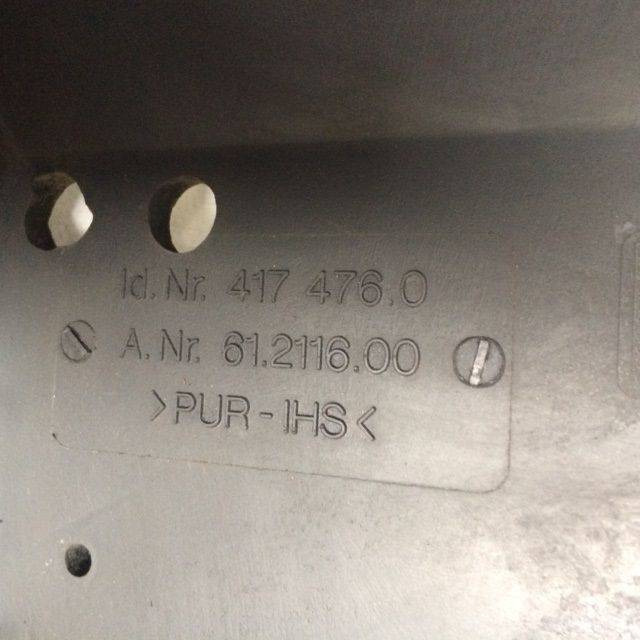 Id. Nr. 417 476.0
A. Nr. 61.2116.00
>PUR-IHS<